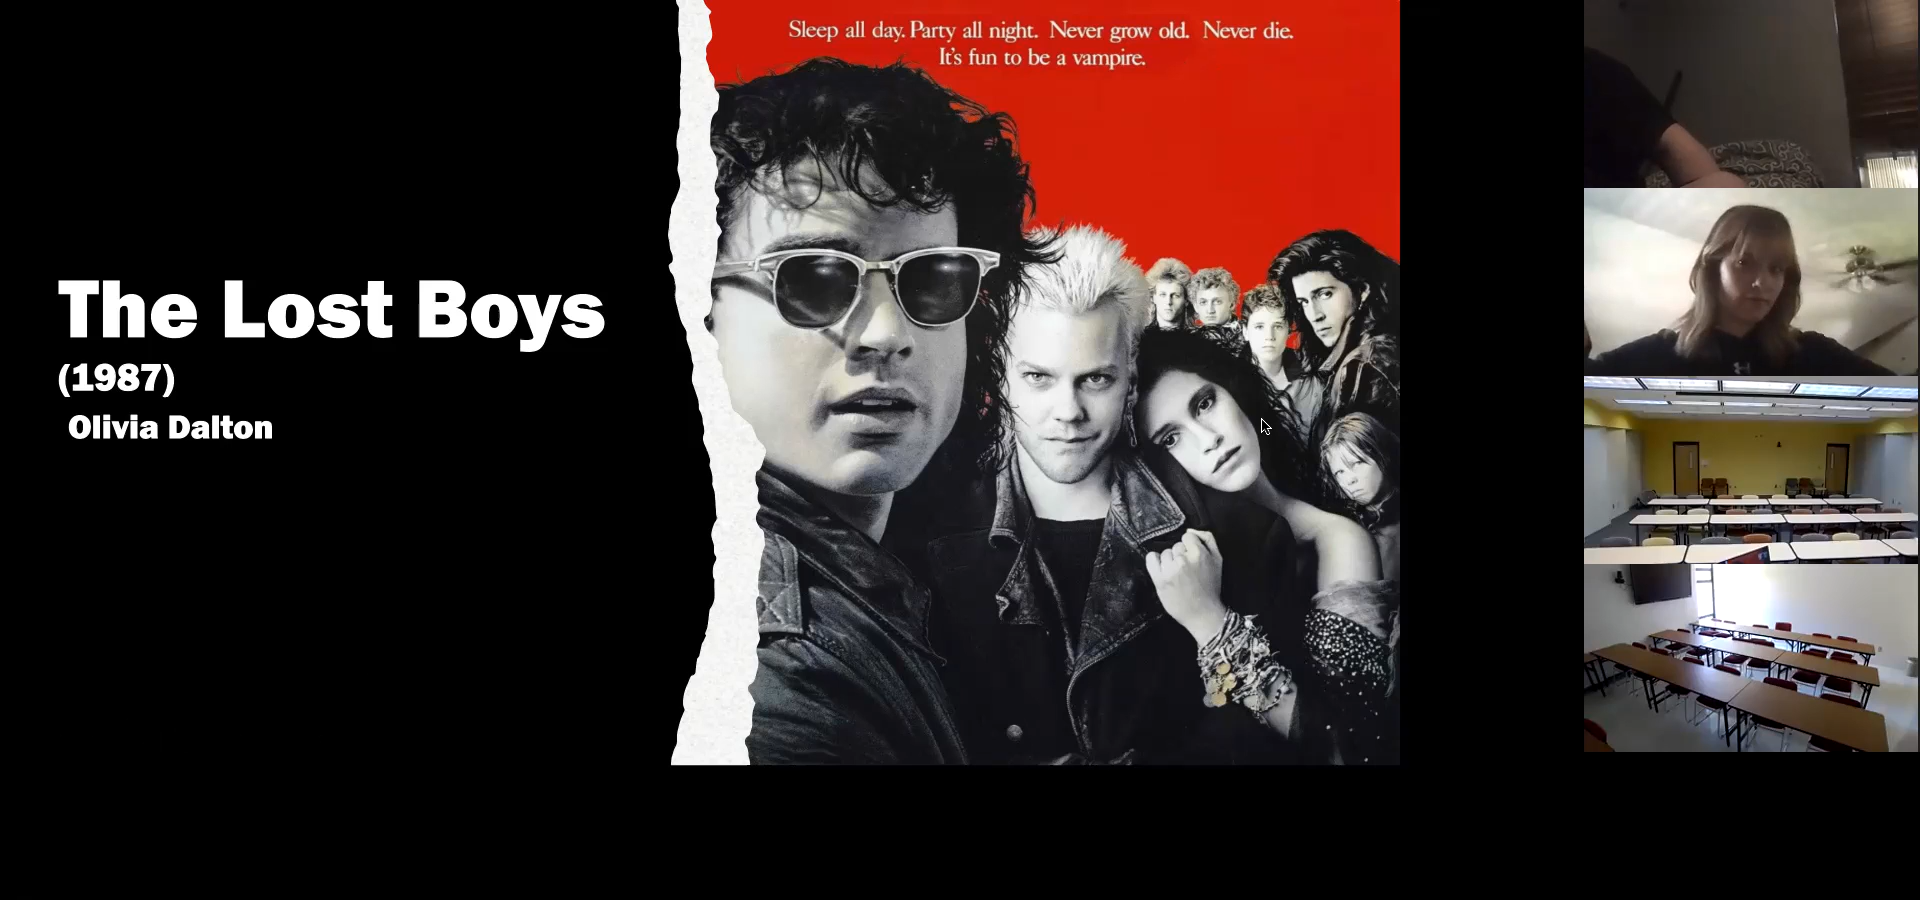 Sleep all day. Party all night. Never grow old. Never die.
It's fun to be a vampire.
The Lost Boys
(1987)
Olivia Dalton